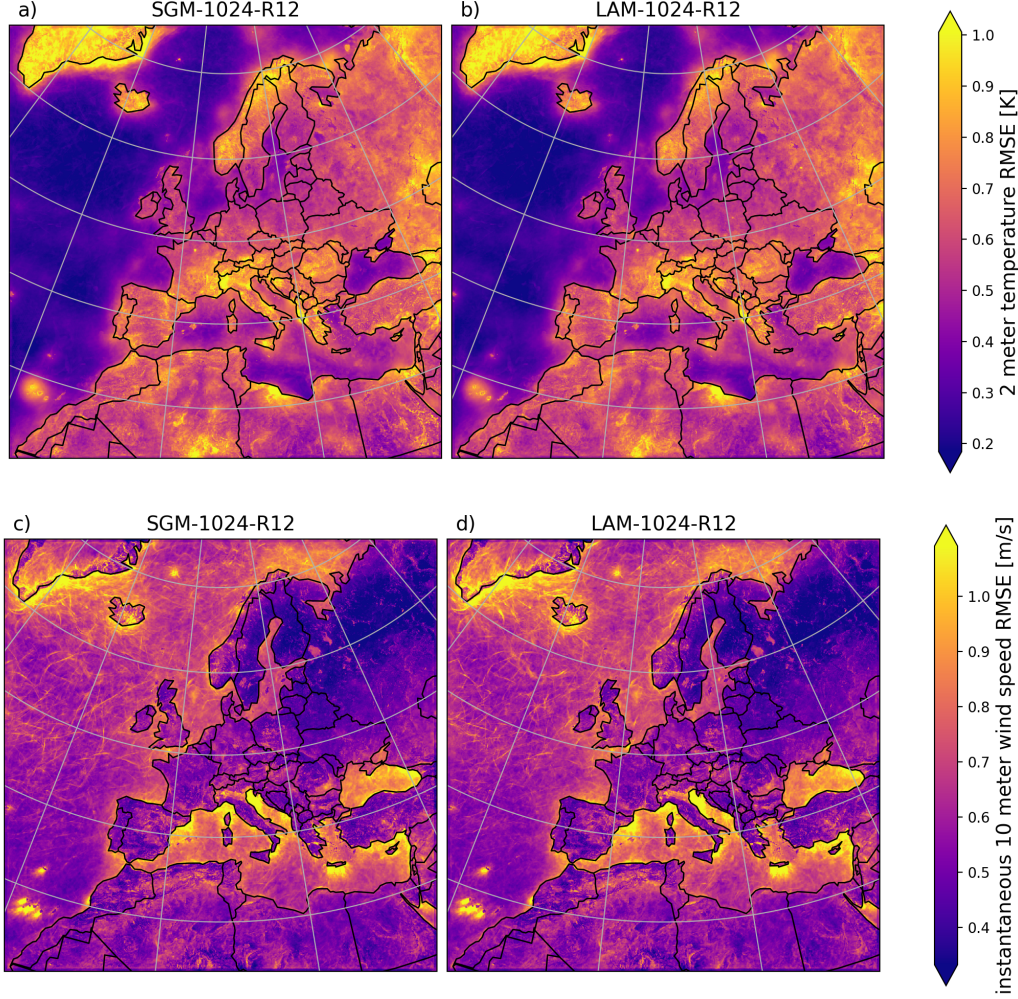 a) SGM-1024-R12
b) LAM-1024-R12
1.0
0.9
0.8
0.7
0.6
0.5
0.4
0.3
0.2
2 meter temperature RMSE [K]
c) SGM-1024-R12
d) LAM-1024-R12
1.0
0.9
0.8
0.7
0.6
0.5
0.4
instantaneous 10 meter wind speed RMSE [m/s]